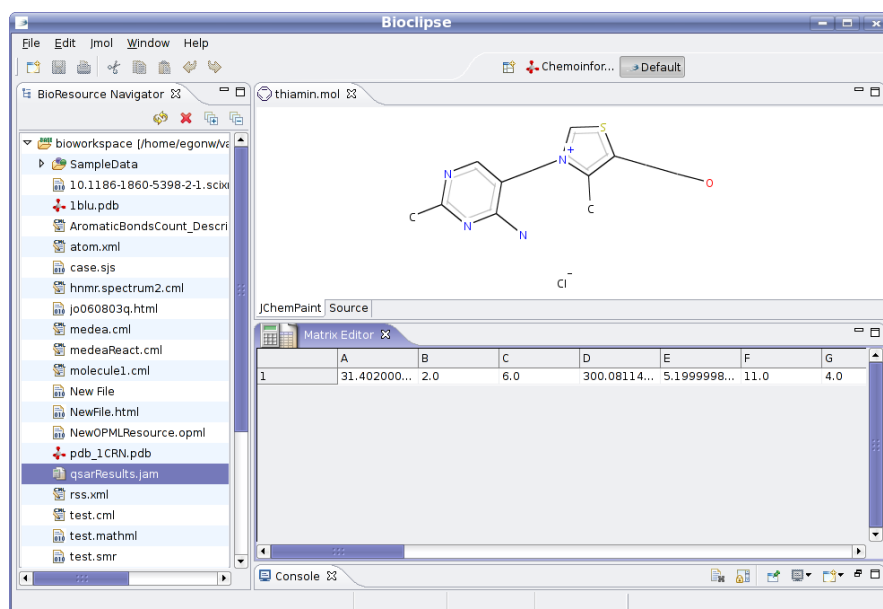 Bioclipse
File Edit Jmol Window Help
Chemoinfor... Default
BioResource Navigator
bioworkspace [/home/egonw/va
SampleData
10.1186-1860-5398-2-1.scix
1blu.pdb
AromaticBondsCount_Descri
atom.xml
case.sjs
hnmr.spectrum2.cml
jo060803q.html
medea.cml
medeaReact.cml
molecule1.cml
New File
NewFile.html
NewOPMLResource.opml
pdb_1CRN.pdb
qsarResults.jam
rss.xml
test.cml
test.mathml
test.smr
thiamin.mol
S
N +
N
O
C
C
N
N
Cl −
JChemPaint Source
Matrix Editor
A B C D E F G
1 31.402000... 2.0 6.0 300.08114... 5.1999998... 11.0 4.0
Console